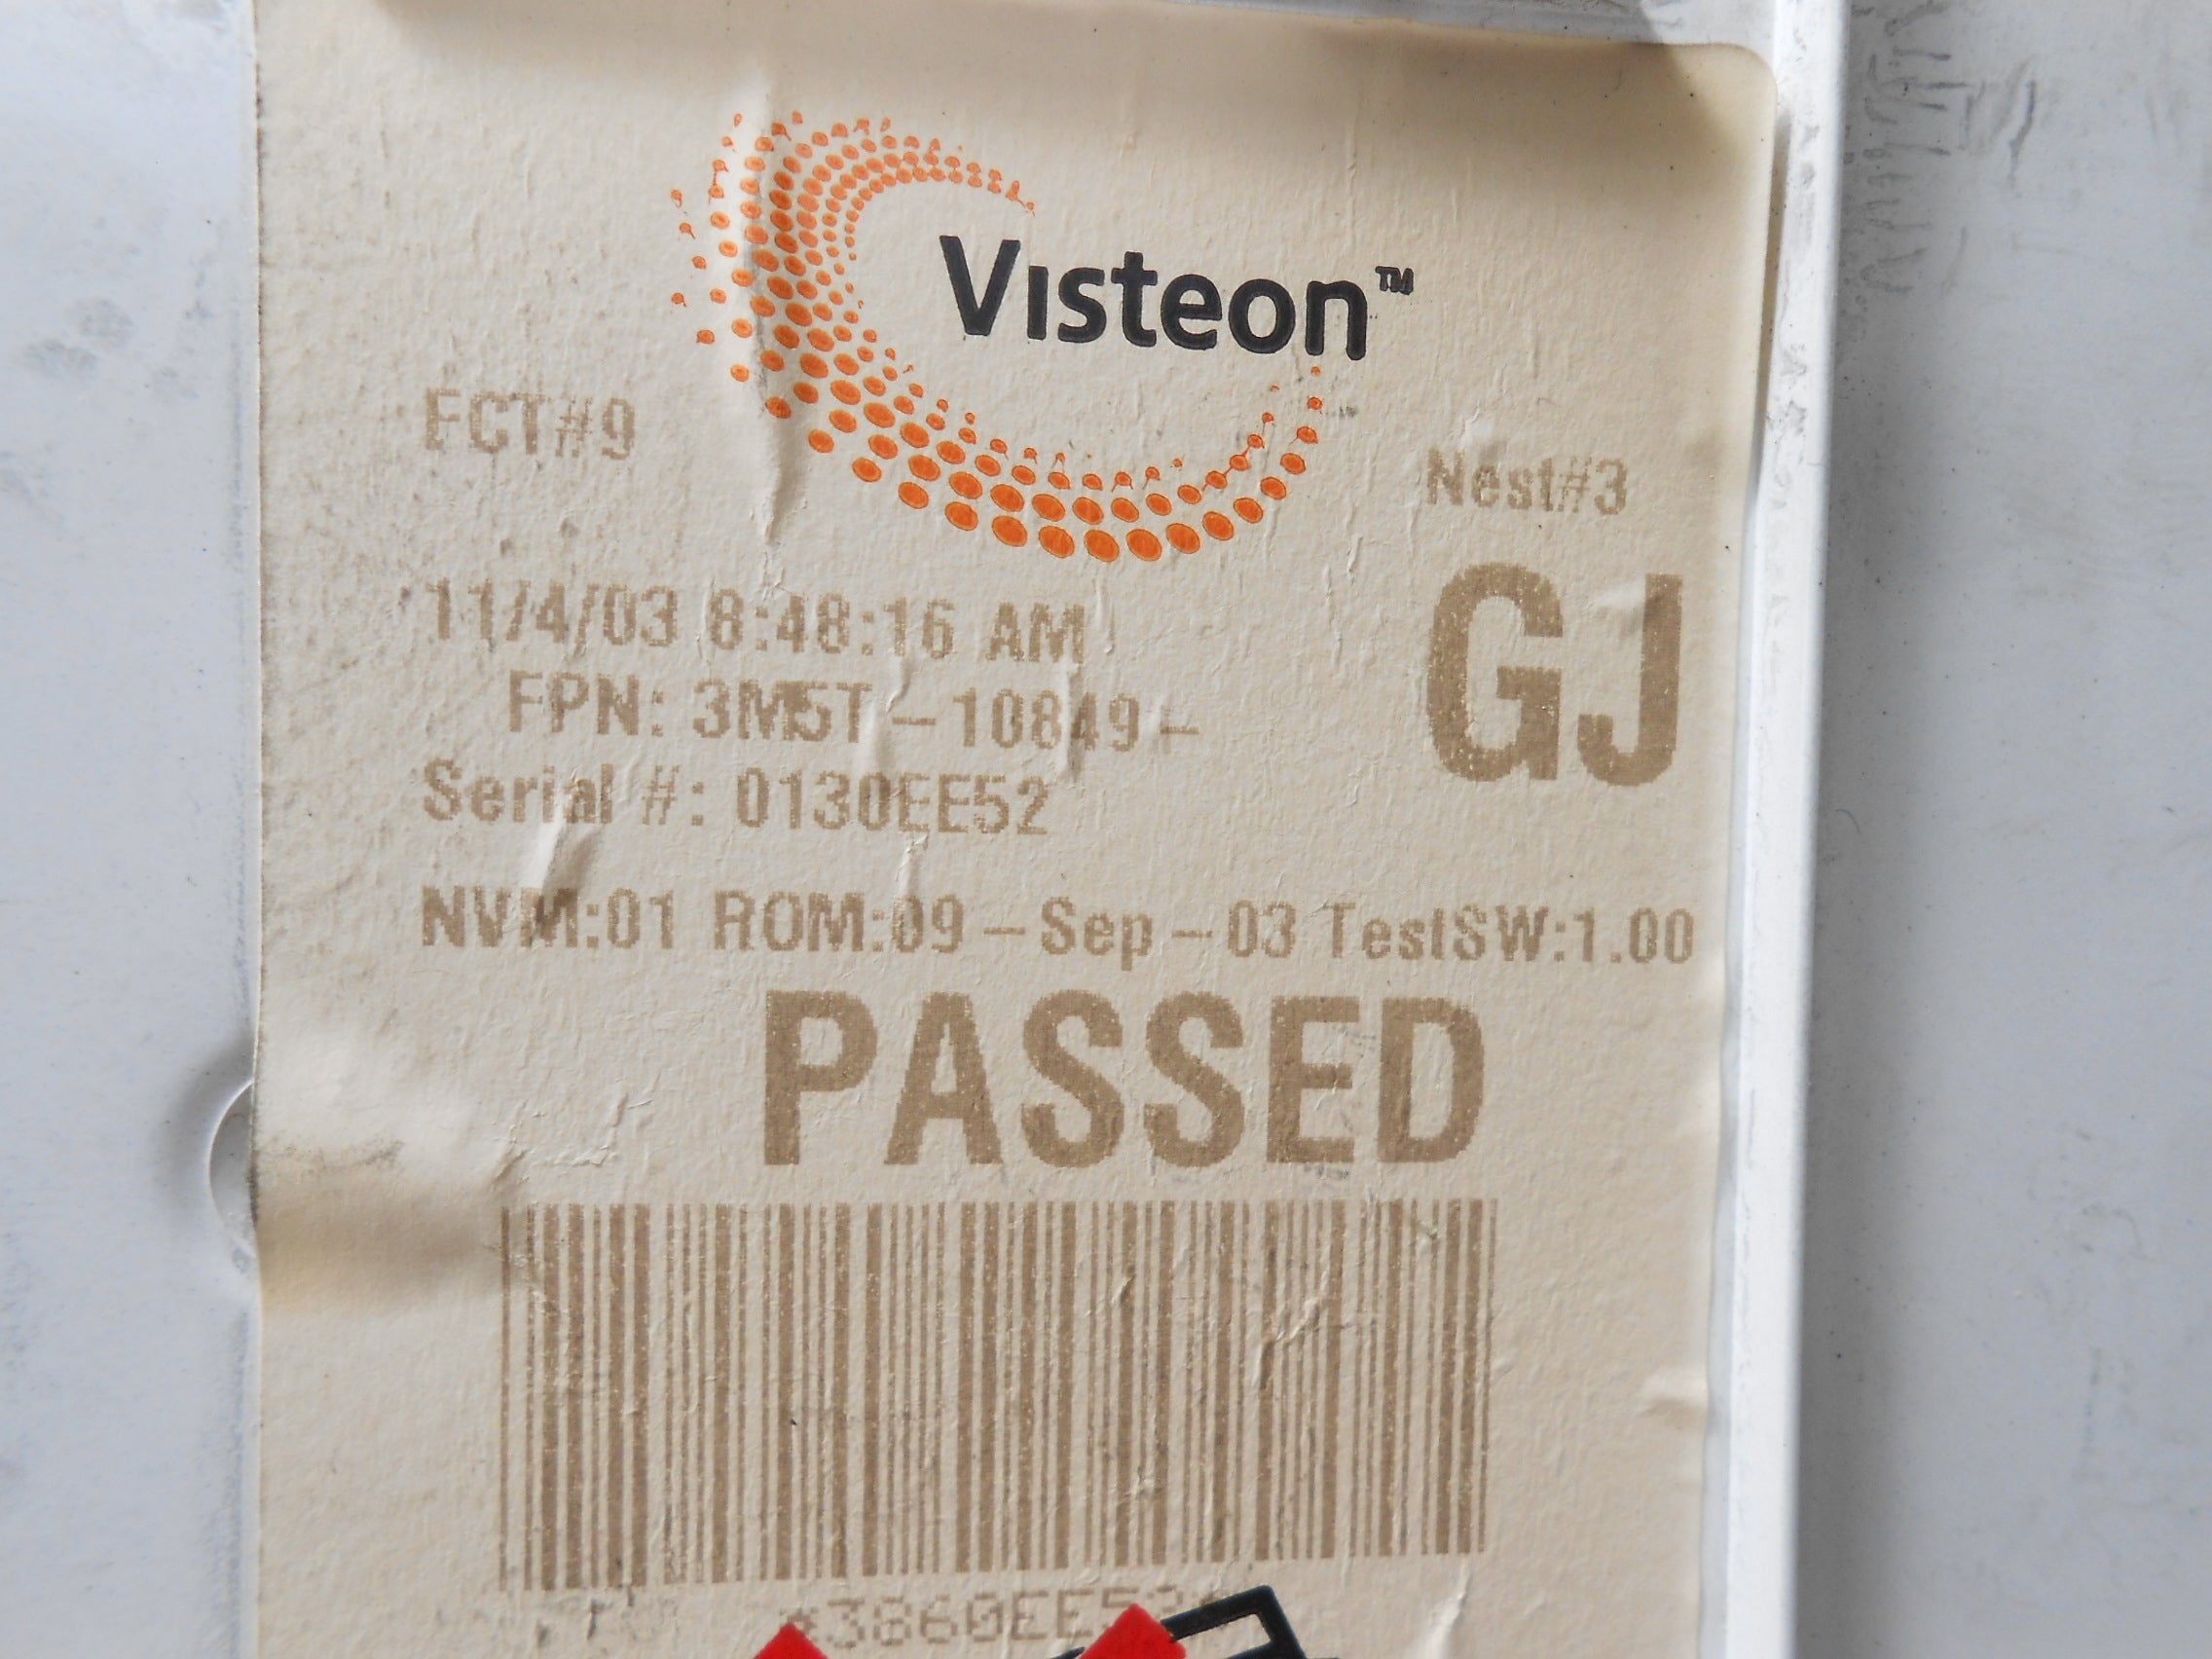 Visteon™
FCT#9
Nest#3
11/4/03 8:48:16 AM
GJ
FPN: 3M5T-10849-
Serial #: 0130EE52
NVM:01 ROM:09-Sep-03 TestSW:1.00
PASSED